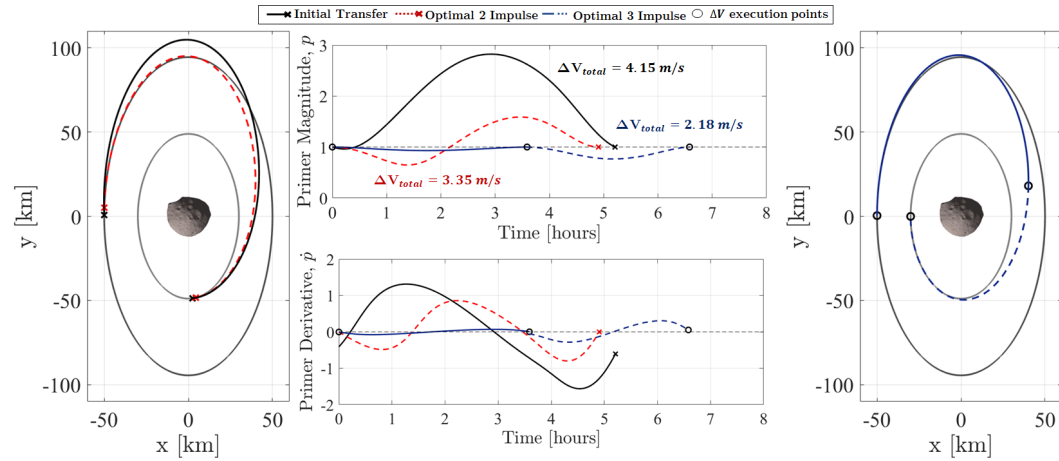 Initial Transfer Optimal 2 Impulse Optimal 3 Impulse ΔV execution points
100
50
0
-50
-100
y [km]
-50 0 50
x [km]
Primer Magnitude, p
3
2
1
0
ΔV_total = 4.15 m/s
ΔV_total = 2.18 m/s
ΔV_total = 3.35 m/s
0 1 2 3 4 5 6 7 8
Time [hours]
Primer Derivative, ṗ
2
1
0
-1
-2
0 1 2 3 4 5 6 7 8
Time [hours]
100
50
0
-50
-100
y [km]
-50 0 50
x [km]